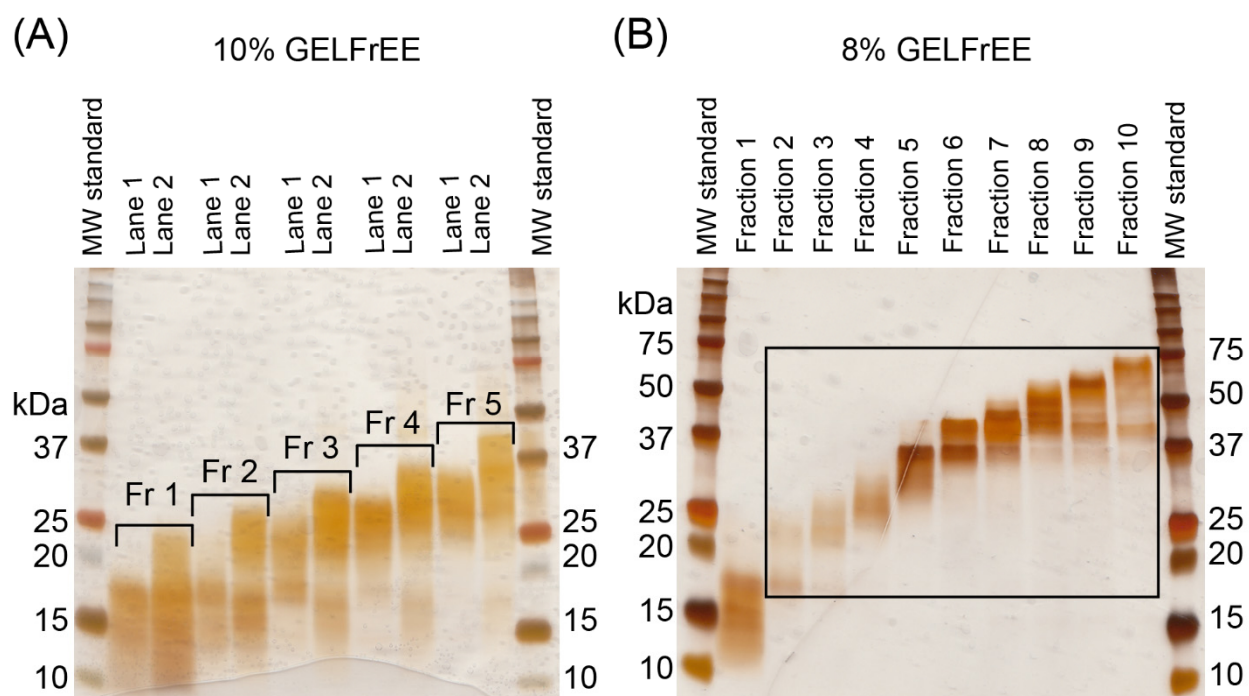 (A)
10% GELFrEE
MW standard
Lane 1
Lane 2
Lane 1
Lane 2
Lane 1
Lane 2
Lane 1
Lane 2
Lane 1
Lane 2
MW standard
kDa
37
25
20
15
10
Fr 1
Fr 2
Fr 3
Fr 4
Fr 5
37
25
20
15
10
(B)
8% GELFrEE
MW standard
Fraction 1
Fraction 2
Fraction 3
Fraction 4
Fraction 5
Fraction 6
Fraction 7
Fraction 8
Fraction 9
Fraction 10
MW standard
kDa
75
50
37
25
20
15
10
75
50
37
25
20
15
10